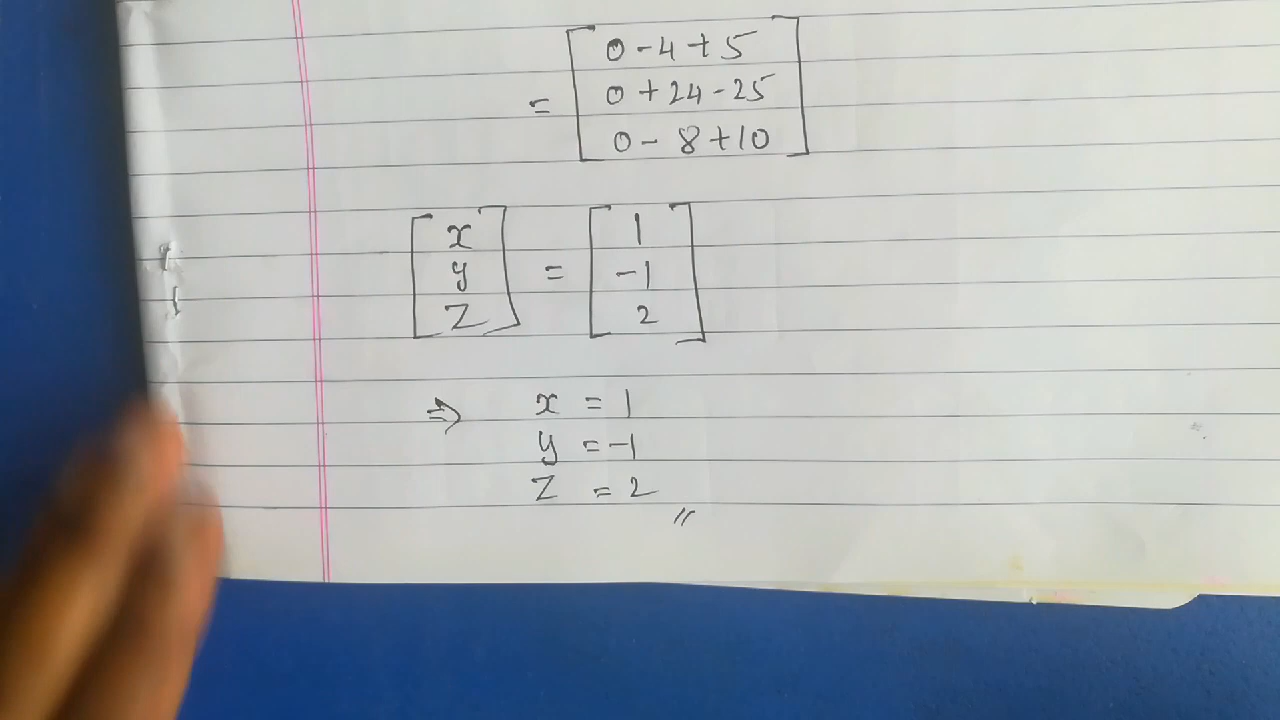 = [ 0 - 4 + 5
0 + 24 - 25
0 - 8 + 10 ]
[ x y z ] = [ 1 -1 2 ]
⇒ x = 1
y = -1
z = 2 //